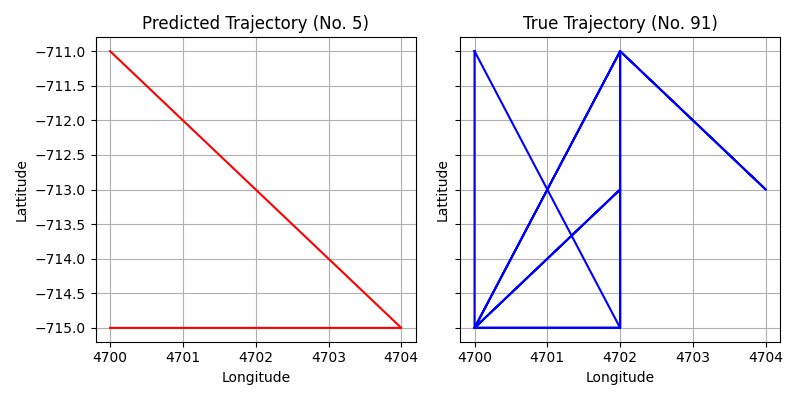 Predicted Trajectory (No. 5)
True Trajectory (No. 91)
−711.0
−711.5
−712.0
−712.5
−713.0
−713.5
−714.0
−714.5
−715.0
Lattitude
Lattitude
4700 4701 4702 4703 4704
4700 4701 4702 4703 4704
Longitude
Longitude